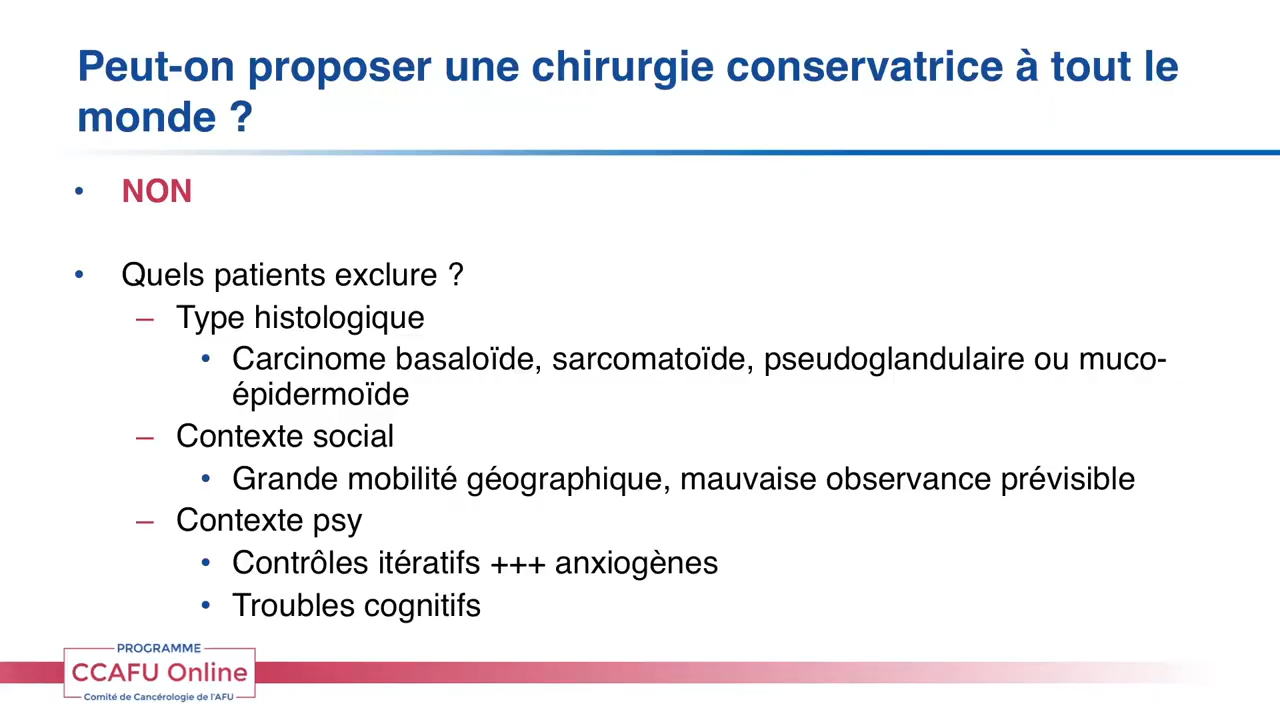 Peut-on proposer une chirurgie conservatrice à tout le
monde ?
• NON
• Quels patients exclure ?
– Type histologique
• Carcinome basaloïde, sarcomatoïde, pseudoglandulaire ou muco-
épidermoïde
– Contexte social
• Grande mobilité géographique, mauvaise observance prévisible
– Contexte psy
• Contrôles itératifs +++ anxiogènes
• Troubles cognitifs
PROGRAMME
CCAFU Online
Comité de Cancérologie de l'AFU